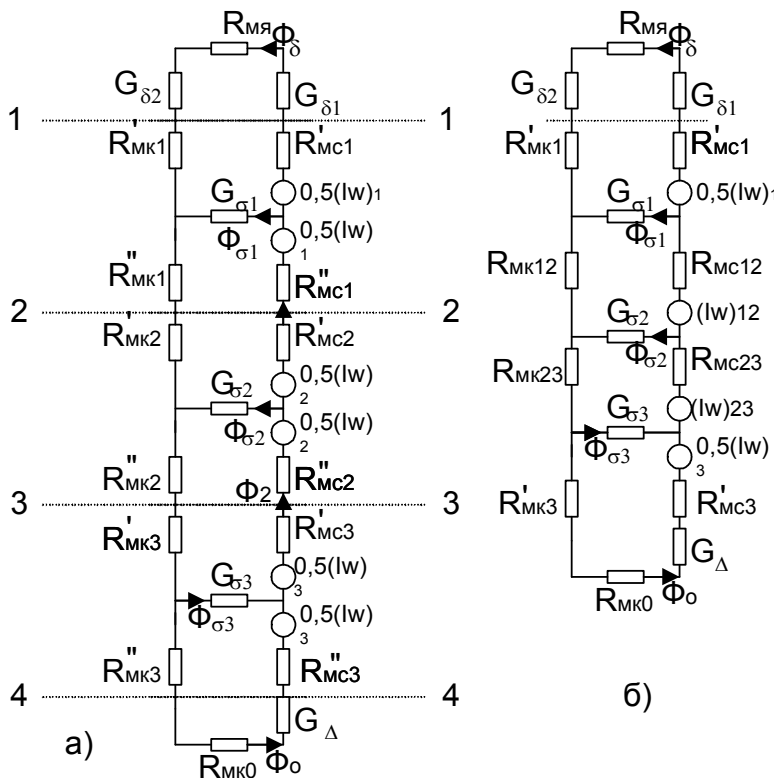 Rмя Φδ
Gδ2 Gδ1
1
R'мк1 R'мс1
Gσ1 0,5(Iw)1
Φσ1 0,5(Iw)1
R"мк1 R"мс1
2
R'мк2 R'мс2
Gσ2 0,5(Iw)2
Φσ2 0,5(Iw)2
R"мк2 R"мс2
Φ2
3
R'мк3 R'мс3
Gσ3 0,5(Iw)3
Φσ3 0,5(Iw)3
R"мк3 R"мс3
4
GΔ
а)
Rмк0 Φо
Rмя Φδ
Gδ2 Gδ1
1
R'мк1 R'мс1
Gσ1 0,5(Iw)1
Φσ1
Rмк12 Rмс12
2
Gσ2 (Iw)12
Φσ2
Rмк23 Rмс23
Gσ3 (Iw)23
Φσ3 0,5(Iw)3
3
R'мк3 R'мс3
GΔ
Rмк0 Φо
б)
4